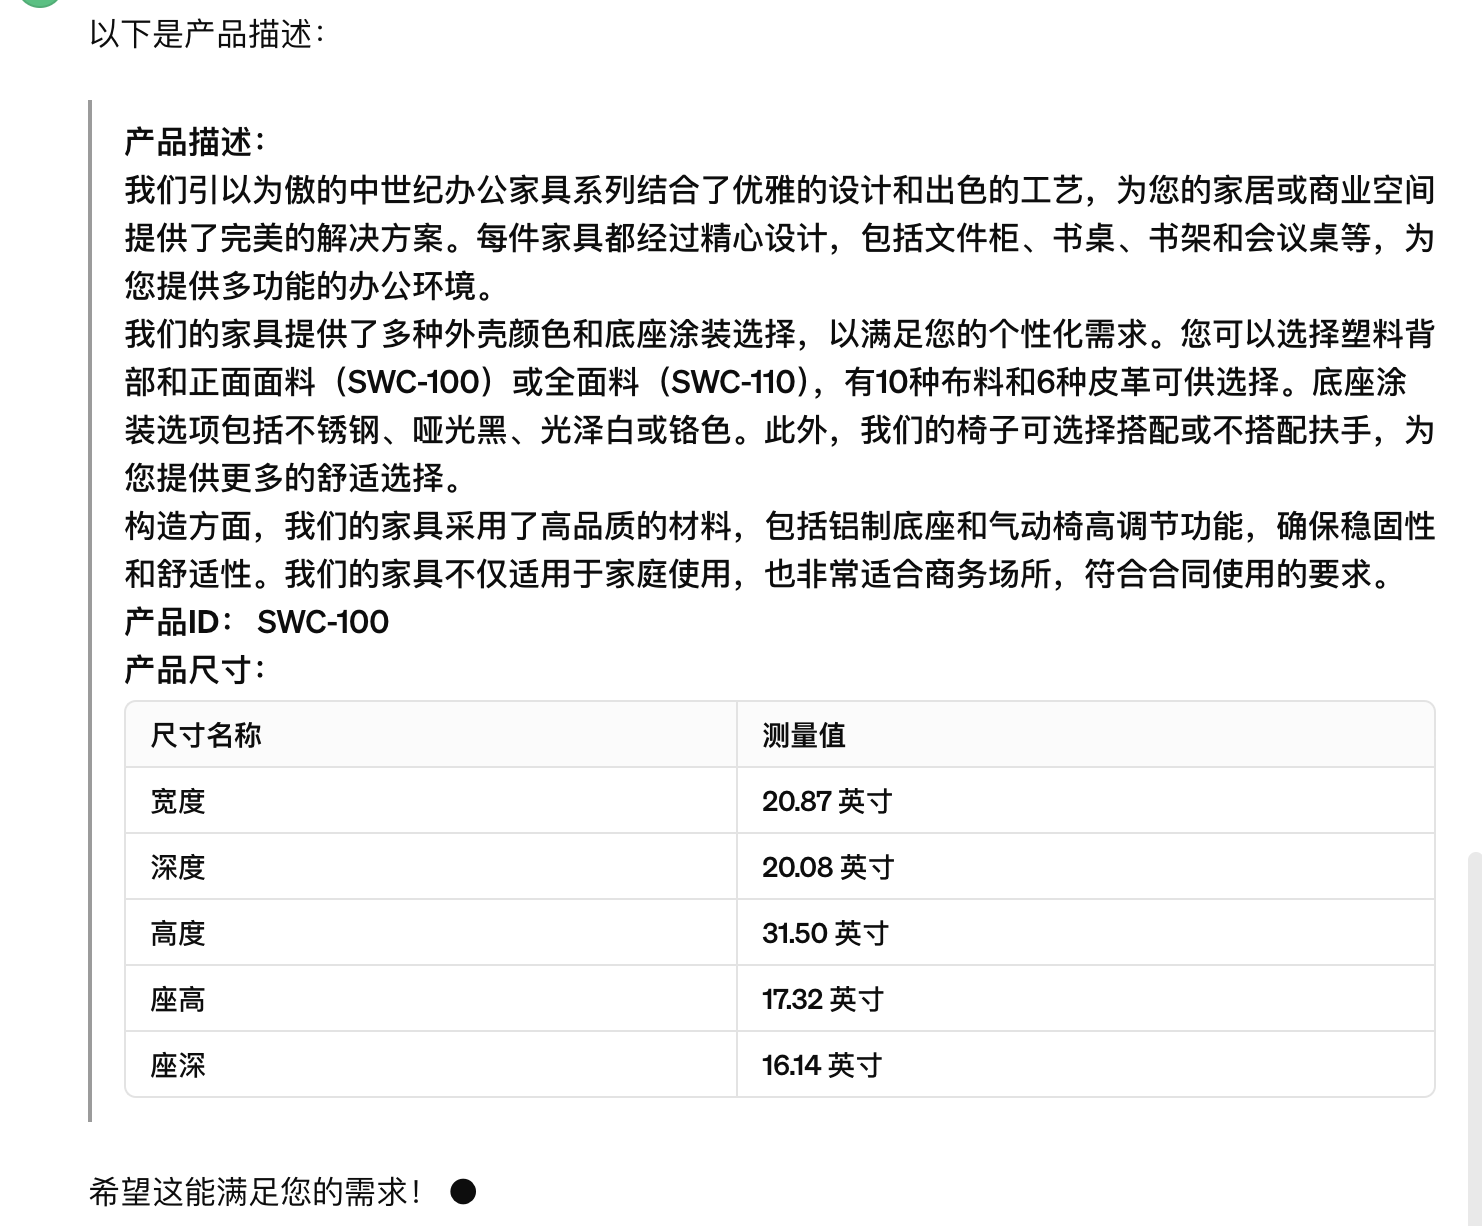 以下是产品描述：
产品描述：
我们引以为傲的中世纪办公家具系列结合了优雅的设计和出色的工艺，为您的家居或商业空间
提供了完美的解决方案。每件家具都经过精心设计，包括文件柜、书桌、书架和会议桌等，为
您提供多功能的办公环境。
我们的家具提供了多种外壳颜色和底座涂装选择，以满足您的个性化需求。您可以选择塑料背
部和正面面料（SWC-100）或全面料（SWC-110），有10种布料和6种皮革可供选择。底座涂
装选项包括不锈钢、哑光黑、光泽白或铬色。此外，我们的椅子可选择搭配或不搭配扶手，为
您提供更多的舒适选择。
构造方面，我们的家具采用了高品质的材料，包括铝制底座和气动椅高调节功能，确保稳固性
和舒适性。我们的家具不仅适用于家庭使用，也非常适合商务场所，符合合同使用的要求。
产品ID： SWC-100
产品尺寸：
尺寸名称 测量值
宽度 20.87 英寸
深度 20.08 英寸
高度 31.50 英寸
座高 17.32 英寸
座深 16.14 英寸
希望这能满足您的需求！